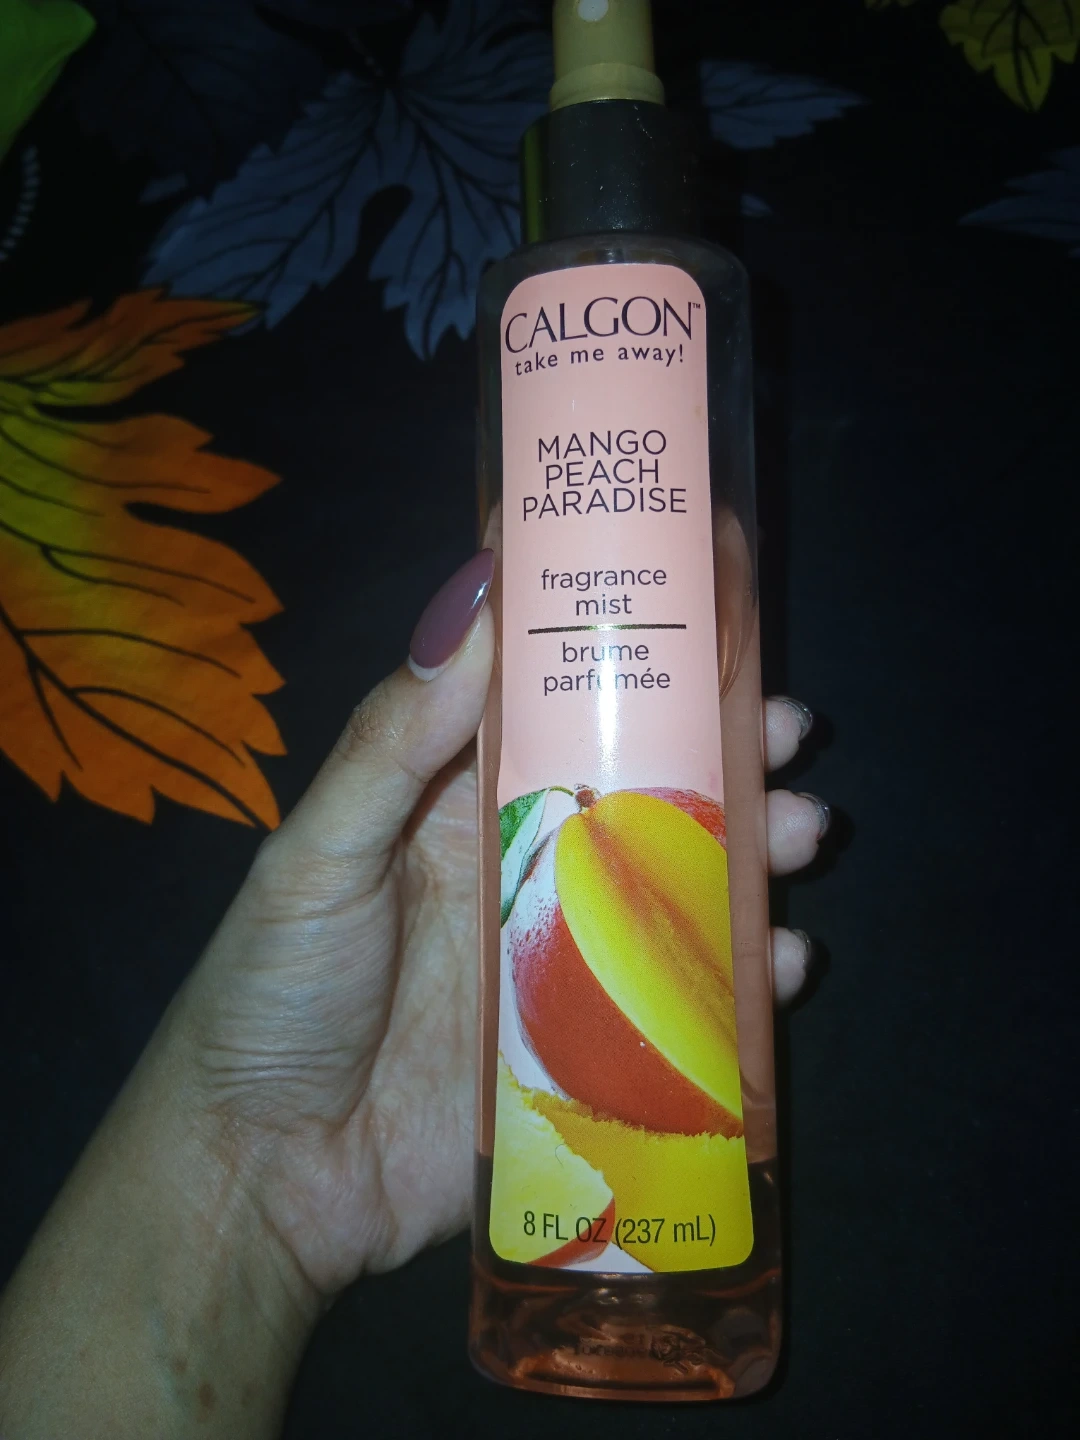 CALGON™
take me away!
MANGO
PEACH
PARADISE
fragrance
mist
brume
parfumée
8 FL OZ (237 mL)